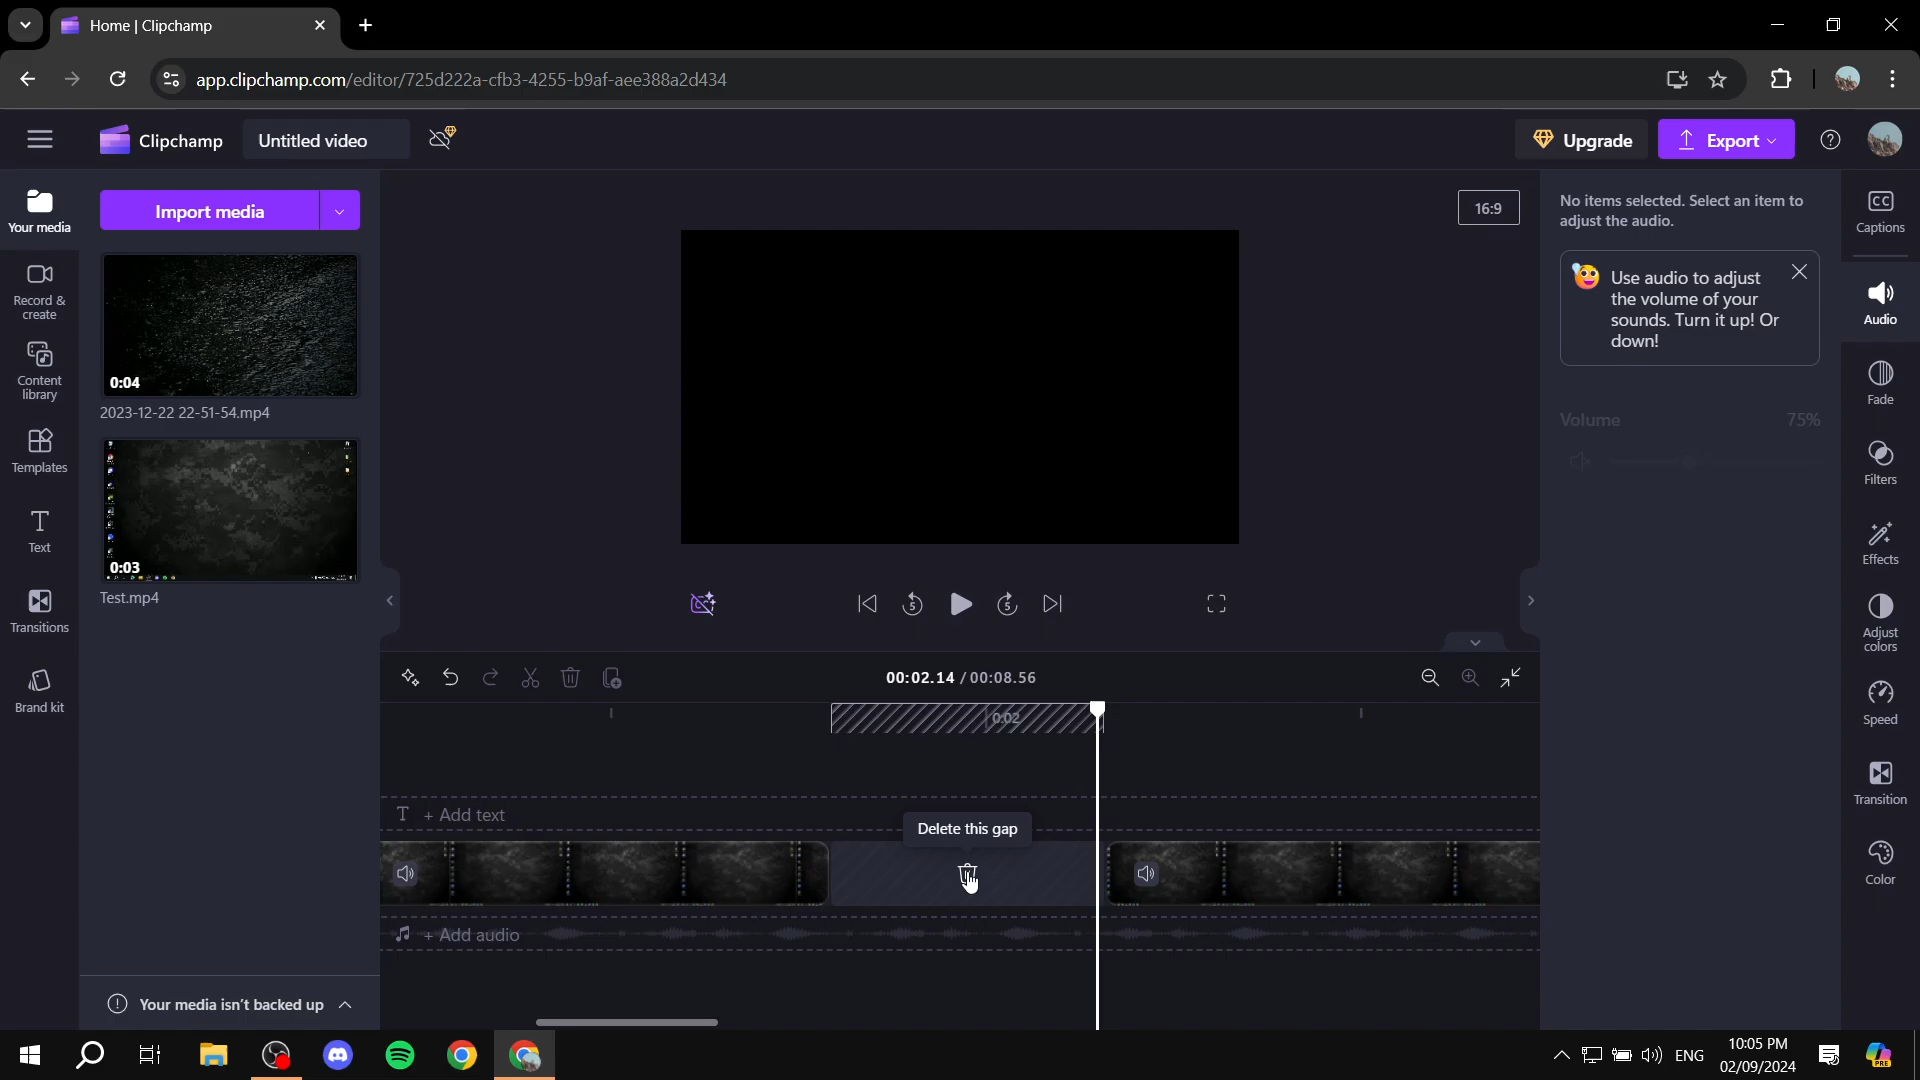 Home | Clipchamp
app.clipchamp.com/editor/725d222a-cfb3-4255-b9af-aee388a2d434
Clipchamp
Untitled video
Upgrade
Export
Your media
Record &
create
Content
library
Templates
Text
Transitions
Brand kit
Import media
0:04
2023-12-22 22-51-54.mp4
0:03
Test.mp4
Your media isn't backed up
16:9
5
5
00:02.14 / 00:08.56
0:02
T + Add text
Delete this gap
+ Add audio
No items selected. Select an item to
adjust the audio.
Use audio to adjust
the volume of your
sounds. Turn it up! Or
down!
Volume 75%
CC
Captions
Audio
Fade
Filters
Effects
Adjust
colors
Speed
Transition
Color
ENG
10:05 PM
02/09/2024
PRE